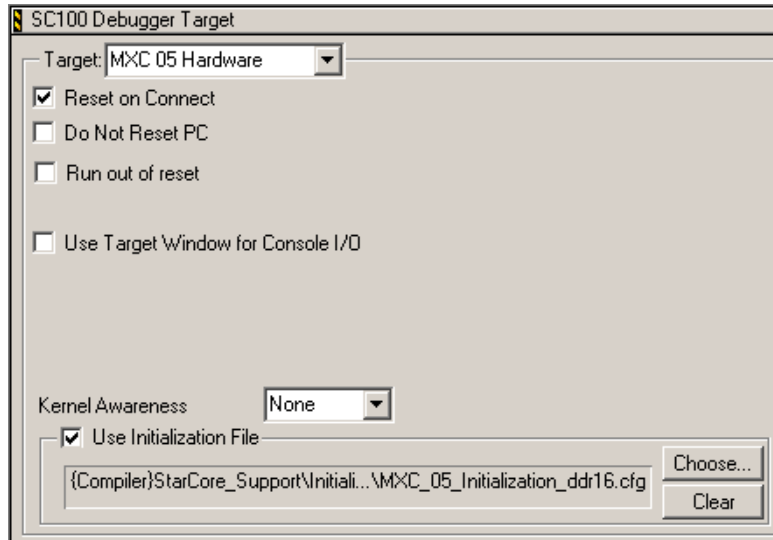 SC100 Debugger Target
Target: MXC 05 Hardware
Reset on Connect
Do Not Reset PC
Run out of reset
Use Target Window for Console I/O
Kernel Awareness None
Use Initialization File
{Compiler}StarCore_Support\Initiali...\MXC_05_Initialization_ddr16.cfg
Choose...
Clear